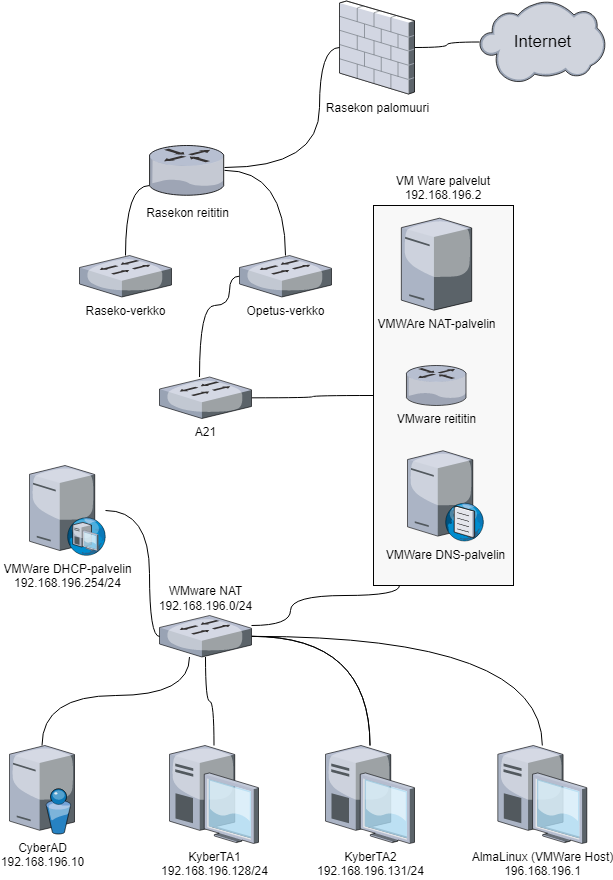 Internet
Rasekon palomuuri
Rasekon reititin
VM Ware palvelut
192.168.196.2
Raseko-verkko
Opetus-verkko
VMWAre NAT-palvelin
VMware reititin
A21
VMWare DNS-palvelin
VMWare DHCP-palvelin
192.168.196.254/24
WMware NAT
192.168.196.0/24
CyberAD
192.168.196.10
KyberTA1
192.168.196.128/24
KyberTA2
192.168.196.131/24
AlmaLinux (VMWare Host)
196.168.196.1